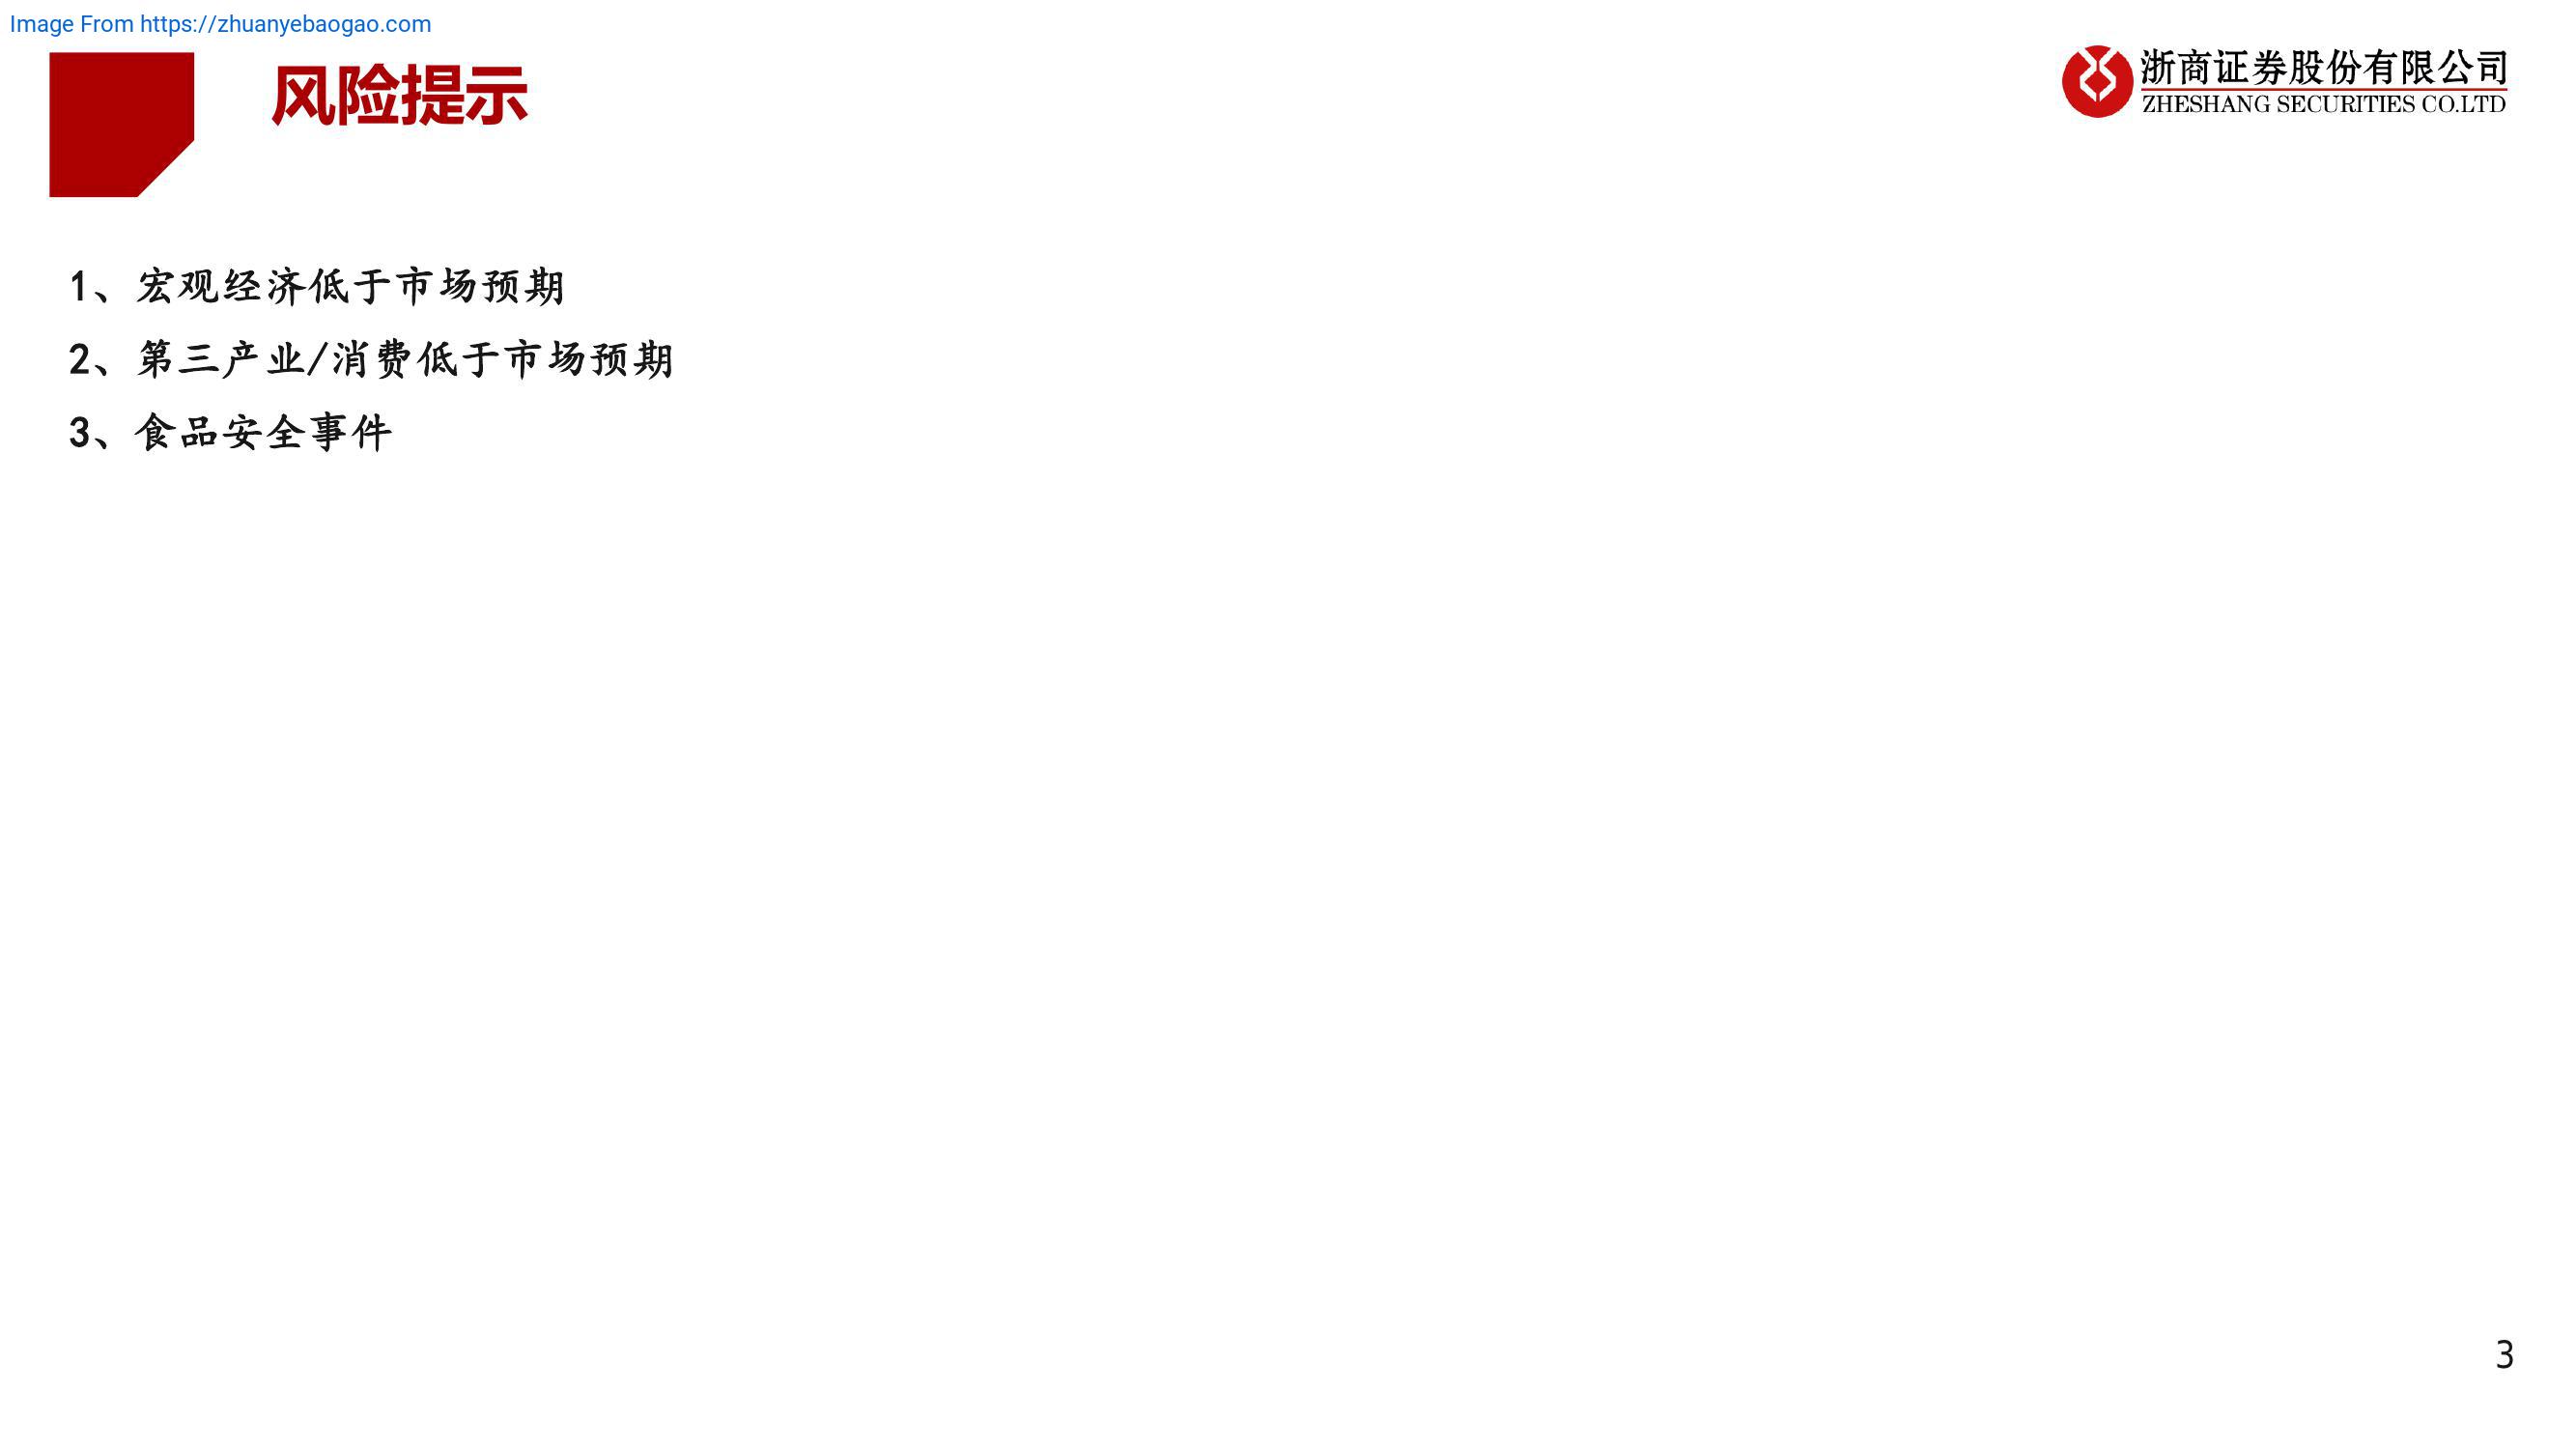 Image From https://zhuanyebaogao.com
风险提示
浙商证券股份有限公司
ZHESHANG SECURITIES CO.LTD
1、宏观经济低于市场预期
2、第三产业/消费低于市场预期
3、食品安全事件
3